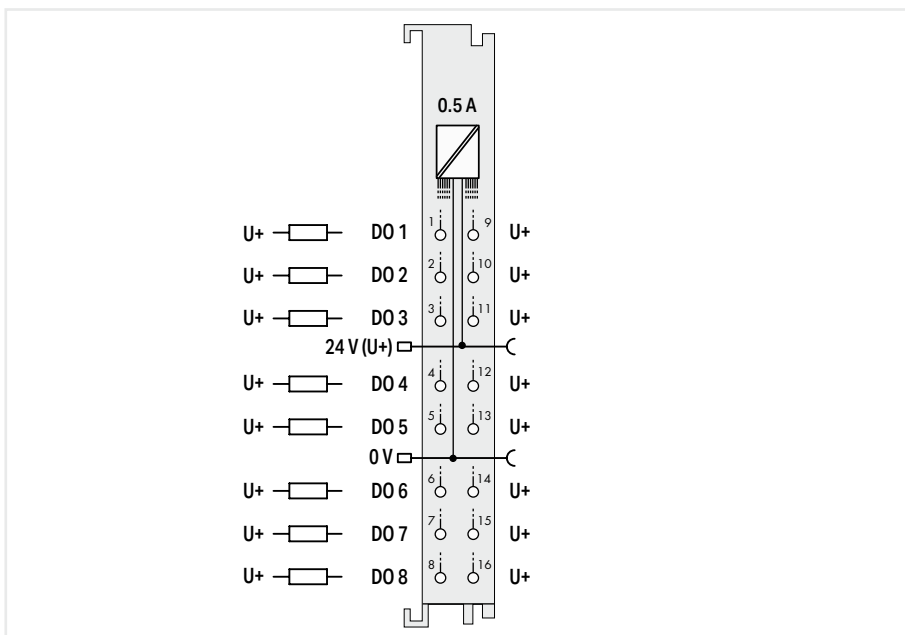 0.5 A
U+ DO 1 1 9 U+
U+ DO 2 2 10 U+
U+ DO 3 3 11 U+
24 V (U+)
U+ DO 4 4 12 U+
U+ DO 5 5 13 U+
0 V
U+ DO 6 6 14 U+
U+ DO 7 7 15 U+
U+ DO 8 8 16 U+